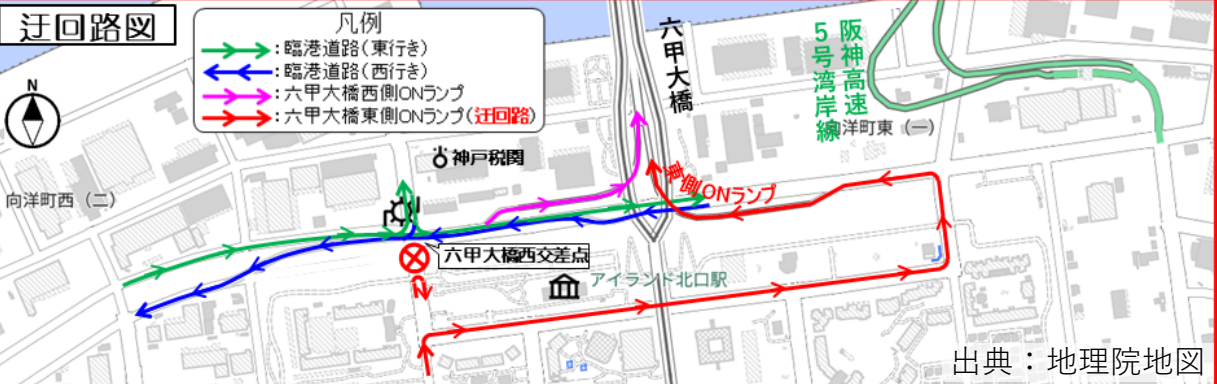 迂回路図
凡例
：臨港道路（東行き）
：臨港道路（西行き）
：六甲大橋西側ONランプ
：六甲大橋東側ONランプ（迂回路）
N
六甲大橋
阪神高速
5号湾岸線
向洋町東（一）
神戸税関
向洋町西（二）
東側ONランプ
六甲大橋西交差点
アイランド北口駅
出典：地理院地図